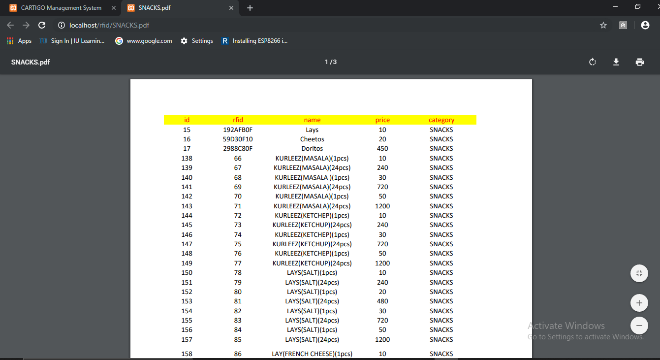 CARTIGO Management System
SNACKS.pdf
localhost/rfid/SNACKS.pdf
Apps Sign In | IU Learnin... www.google.com Settings Installing ESP8266 i...
SNACKS.pdf 1 / 3
id rfid name price category
15 192AFB0F Lays 10 SNACKS
16 59D30F10 Cheetos 20 SNACKS
17 2988C80F Doritos 450 SNACKS
138 66 KURLEEZ(MASALA)(1pcs) 10 SNACKS
139 67 KURLEEZ(MASALA)(24pcs) 240 SNACKS
140 68 KURLEEZ(MASALA )(1pcs) 30 SNACKS
141 69 KURLEEZ(MASALA)(24pcs) 720 SNACKS
142 70 KURLEEZ(MASALA)(1pcs) 50 SNACKS
143 71 KURLEEZ(MASALA)(24pcs) 1200 SNACKS
144 72 KURLEEZ(KETCHEP)(1pcs) 10 SNACKS
145 73 KURLEEZ(KETCHUP)(24pcs) 240 SNACKS
146 74 KURLEEZ(KETCHEP)(1pcs) 30 SNACKS
147 75 KURLEEZ(KETCHUP)(24pcs) 720 SNACKS
148 76 KURLEEZ(KETCHEP)(1pcs) 50 SNACKS
149 77 KURLEEZ(KETCHUP)(24pcs) 1200 SNACKS
150 78 LAYS(SALT)(1pcs) 10 SNACKS
151 79 LAYS(SALT)(24pcs) 240 SNACKS
152 80 LAYS(SALT)(1pcs) 20 SNACKS
153 81 LAYS(SALT)(24pcs) 480 SNACKS
154 82 LAYS(SALT)(1pcs) 30 SNACKS
155 83 LAYS(SALT)(24pcs) 720 SNACKS
156 84 LAYS(SALT)(1pcs) 50 SNACKS
157 85 LAYS(SALT)(24pcs) 1200 SNACKS
158 86 LAY(FRENCH CHEESE)(1pcs) 10 SNACKS
Activate Windows
Go to Settings to activate Windows.